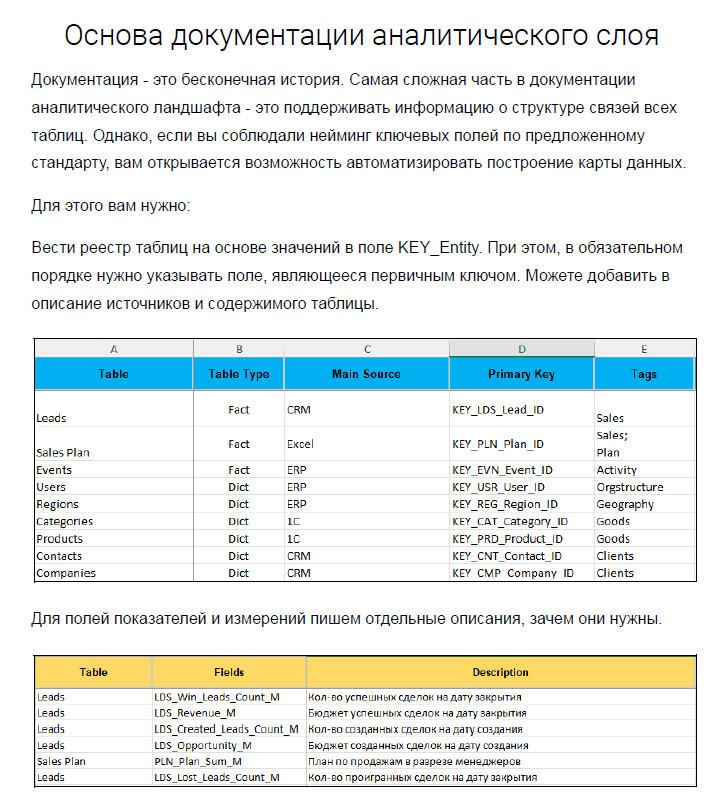 Основа документации аналитического слоя
Документация - это бесконечная история. Самая сложная часть в документации
аналитического ландшафта - это поддерживать информацию о структуре связей всех
таблиц. Однако, если вы соблюдали нейминг ключевых полей по предложенному
стандарту, вам открывается возможность автоматизировать построение карты данных.
Для этого вам нужно:
Вести реестр таблиц на основе значений в поле KEY_Entity. При этом, в обязательном
порядке нужно указывать поле, являющееся первичным ключом. Можете добавить в
описание источников и содержимого таблицы.
A B C D E
Table Table Type Main Source Primary Key Tags
Leads Fact CRM KEY_LDS_Lead_ID Sales
Sales Plan Fact Excel KEY_PLN_Plan_ID Sales; Plan
Events Fact ERP KEY_EVN_Event_ID Activity
Users Dict ERP KEY_USR_User_ID Orgstructure
Regions Dict ERP KEY_REG_Region_ID Geography
Categories Dict 1C KEY_CAT_Category_ID Goods
Products Dict 1C KEY_PRD_Product_ID Goods
Contacts Dict CRM KEY_CNT_Contact_ID Clients
Companies Dict CRM KEY_CMP_Company_ID Clients
Для полей показателей и измерений пишем отдельные описания, зачем они нужны.
Table Fields Description
Leads LDS_Win_Leads_Count_M Кол-во успешных сделок на дату закрытия
Leads LDS_Revenue_M Бюджет успешных сделок на дату закрытия
Leads LDS_Created_Leads_Count_M Кол-во созданных сделок на дату создания
Leads LDS_Opportunity_M Бюджет созданных сделок на дату создания
Sales Plan PLN_Plan_Sum_M План по продажам в разрезе менеджеров
Leads LDS_Lost_Leads_Count_M Кол-во проигранных сделок на дату закрытия